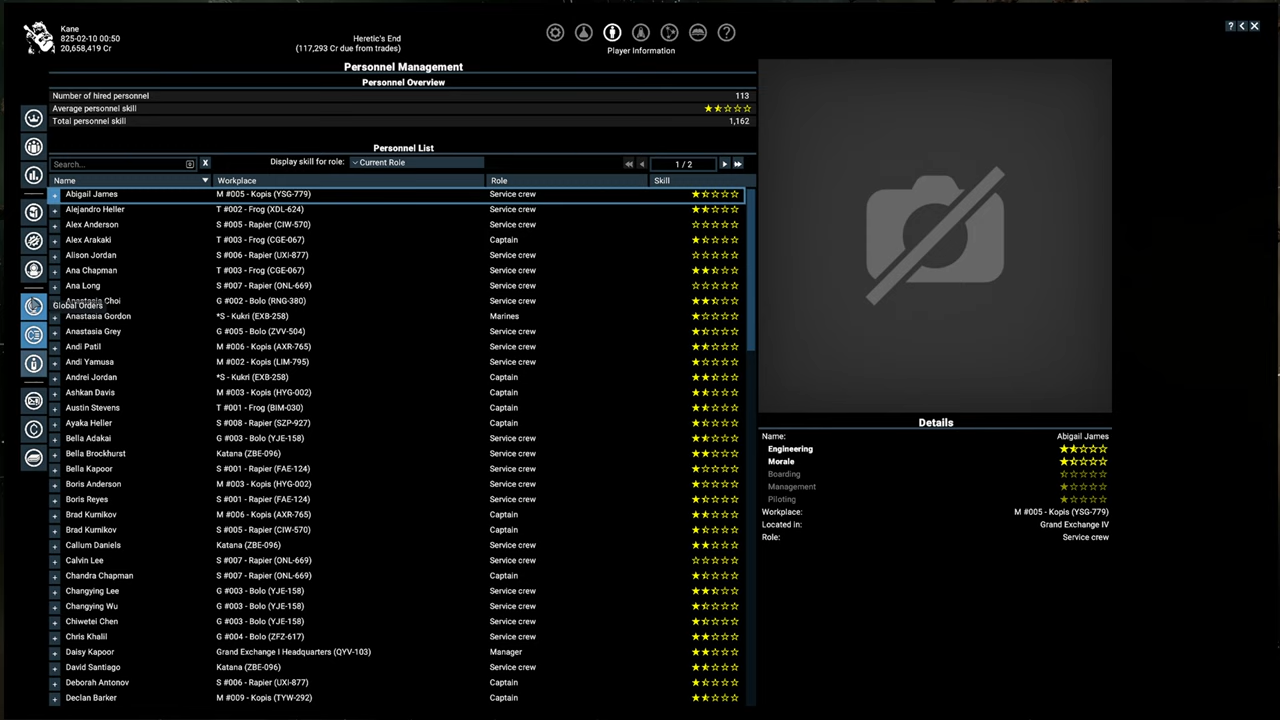 Kane
825-02-10 00:50
20,658,419 Cr
Heretic's End
(117,293 Cr due from trades)
Player Information
? < X
Personnel Management
Personnel Overview
Number of hired personnel 113
Average personnel skill
Total personnel skill 1,162
Personnel List
Search... X Display skill for role: Current Role 1 / 2
Name Workplace Role Skill
Abigail James M #005 - Kopis (YSG-779) Service crew
Alejandro Heller T #002 - Frog (XDL-624) Service crew
Alex Anderson S #005 - Rapier (CIW-570) Service crew
Alex Arakaki T #003 - Frog (CGE-067) Captain
Alison Jordan S #006 - Rapier (UXI-877) Service crew
Ana Chapman T #003 - Frog (CGE-067) Service crew
Ana Long S #007 - Rapier (ONL-669) Service crew
Anastasia Choi G #002 - Bolo (RNG-380) Service crew
Global Orders
Anastasia Gordon *S - Kukri (EXB-258) Marines
Anastasia Grey G #005 - Bolo (ZVV-504) Service crew
Andi Patil M #006 - Kopis (AXR-765) Service crew
Andi Yamusa M #002 - Kopis (LIM-795) Service crew
Andrei Jordan *S - Kukri (EXB-258) Captain
Ashkan Davis M #003 - Kopis (HYG-002) Captain
Austin Stevens T #001 - Frog (BIM-030) Captain
Ayaka Heller S #008 - Rapier (SZP-927) Captain
Bella Adakai G #003 - Bolo (YJE-158) Service crew
Bella Brockhurst Katana (ZBE-096) Service crew
Bella Kapoor S #001 - Rapier (FAE-124) Service crew
Boris Anderson M #003 - Kopis (HYG-002) Service crew
Boris Reyes S #001 - Rapier (FAE-124) Service crew
Brad Kumikov M #006 - Kopis (AXR-765) Captain
Brad Kumikov S #005 - Rapier (CIW-570) Captain
Callum Daniels Katana (ZBE-096) Service crew
Calvin Lee S #007 - Rapier (ONL-669) Service crew
Chandra Chapman S #007 - Rapier (ONL-669) Captain
Changying Lee G #003 - Bolo (YJE-158) Service crew
Changying Wu G #003 - Bolo (YJE-158) Service crew
Chiwetei Chen G #003 - Bolo (YJE-158) Service crew
Chris Khalil G #004 - Bolo (ZFZ-617) Service crew
Daisy Kapoor Grand Exchange I Headquarters (QYV-103) Manager
David Santiago Katana (ZBE-096) Service crew
Deborah Antonov S #006 - Rapier (UXI-877) Captain
Declan Barker M #009 - Kopis (TYW-292) Captain
Details
Name: Abigail James
Engineering
Morale
Boarding
Management
Piloting
Workplace: M #005 - Kopis (YSG-779)
Located in: Grand Exchange IV
Role: Service crew